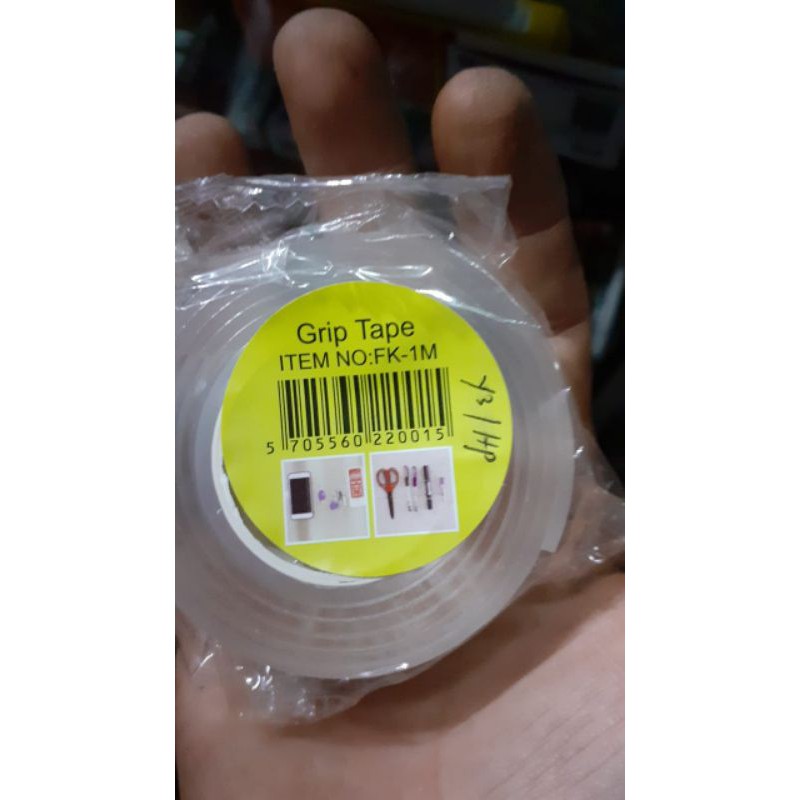 Grip Tape
ITEM NO:FK-1M
5 705560 220015